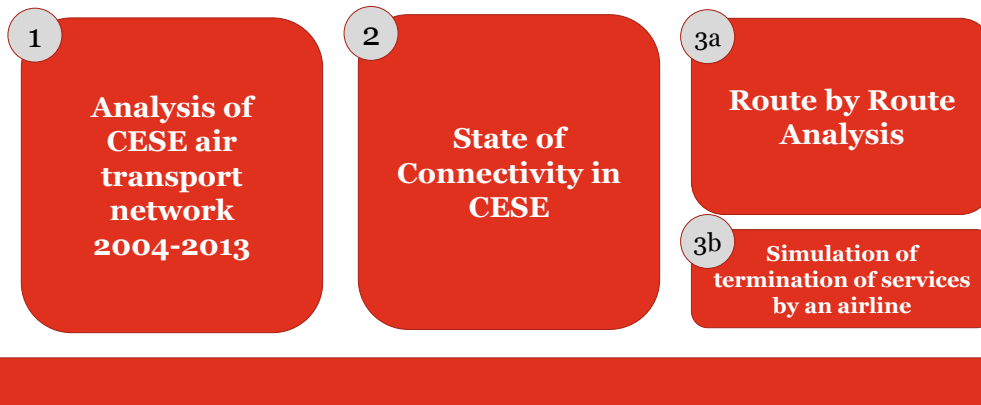 1
Analysis of
CESE air
transport
network
2004-2013
2
State of
Connectivity in
CESE
3a
Route by Route
Analysis
3b
Simulation of
termination of services
by an airline